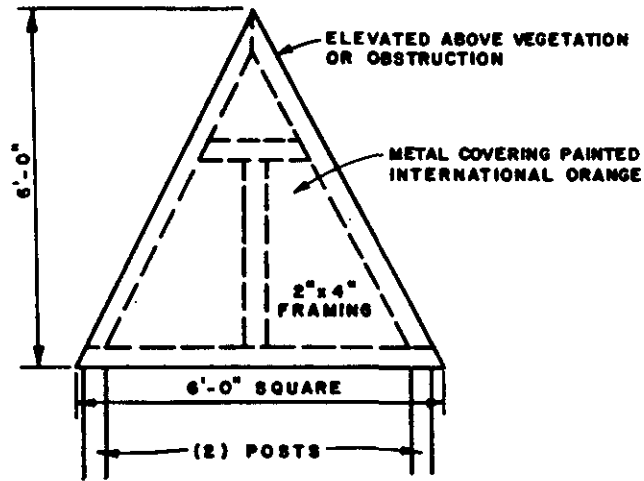 ELEVATED ABOVE VEGETATION
OR OBSTRUCTION
6'-0"
METAL COVERING PAINTED
INTERNATIONAL ORANGE
2"x 4"
FRAMING
6'-0" SQUARE
(2) POSTS